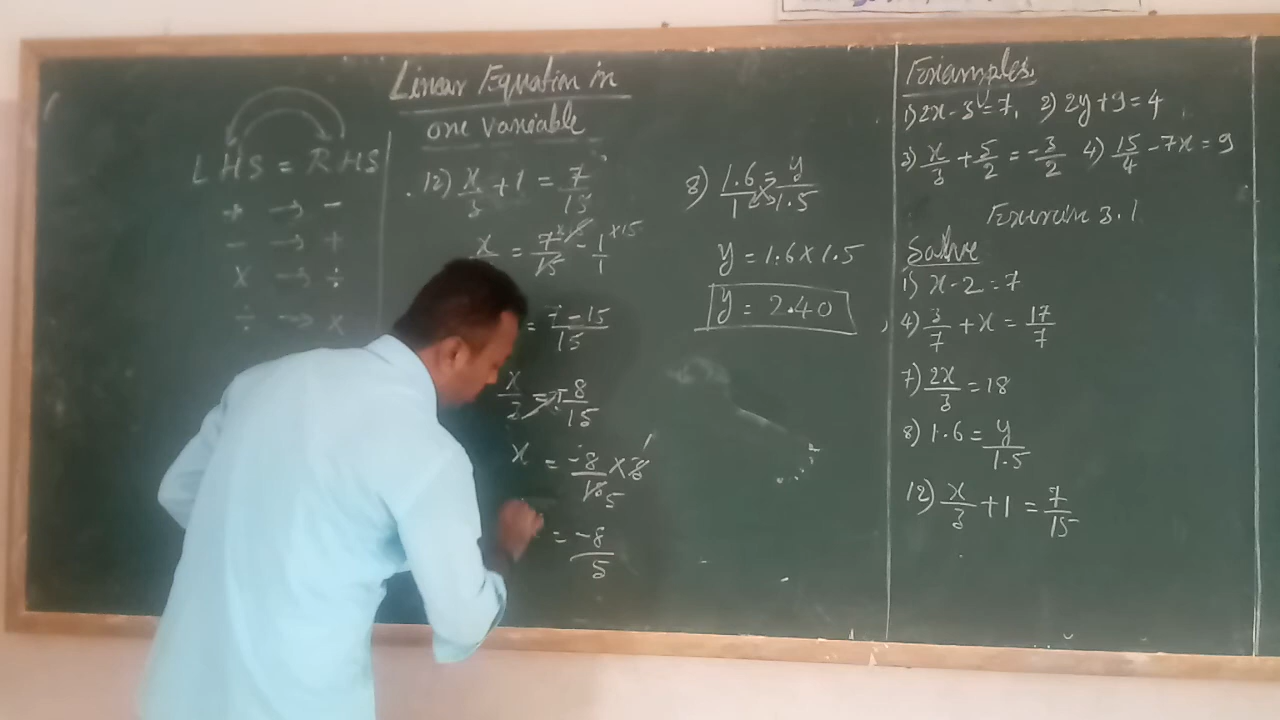 Linear Equation in
one variable
LHS = RHS
+ → -
- → +
x → ÷
÷ → x
12) x/3 + 1 = 7/15
x = 7/15 - 1/1 ×15
= 7-15/15
= -8/15
x = -8/15 × 3 1 5
= -8/5
8) 1.6/1 = y/1.5
y = 1.6 x 1.5
y = 2.40
Examples,
1) 2x-3=7, 2) 2y+9=4
3) x/3 + 5/2 = -3/2 4) 15/4 - 7x = 9
Exercise 3.1
Solve
1) x-2=7
4) 3/7 + x = 17/7
7) 2x/3 = 18
8) 1.6 = y/1.5
12) x/3 + 1 = 7/15